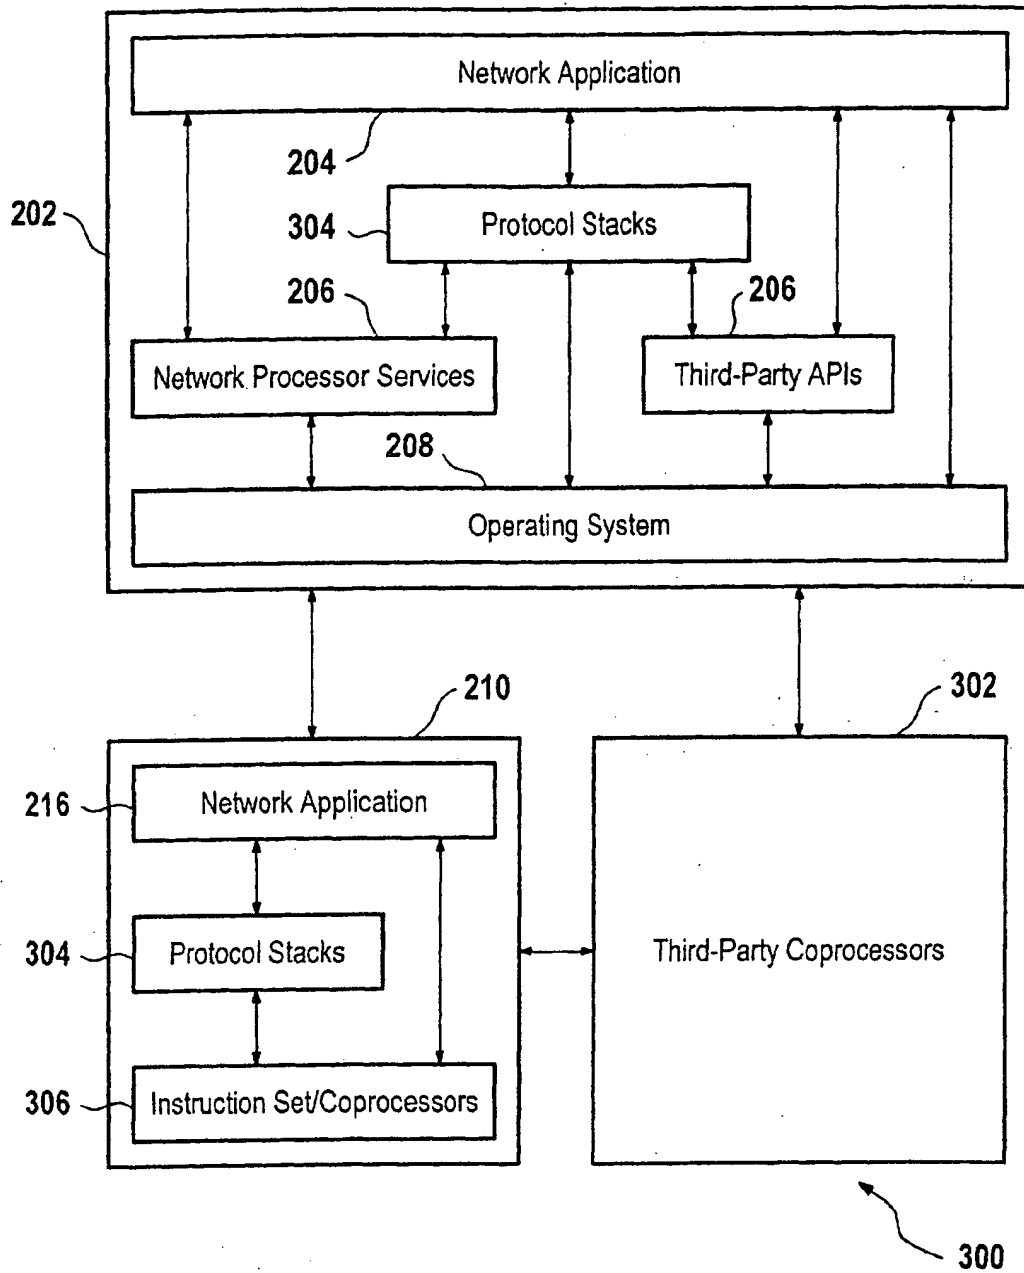 Network Application
204
202
304
Protocol Stacks
206
206
Network Processor Services
Third-Party APIs
208
Operating System
210
302
216
Network Application
304
Protocol Stacks
Third-Party Coprocessors
306
Instruction Set/Coprocessors
300